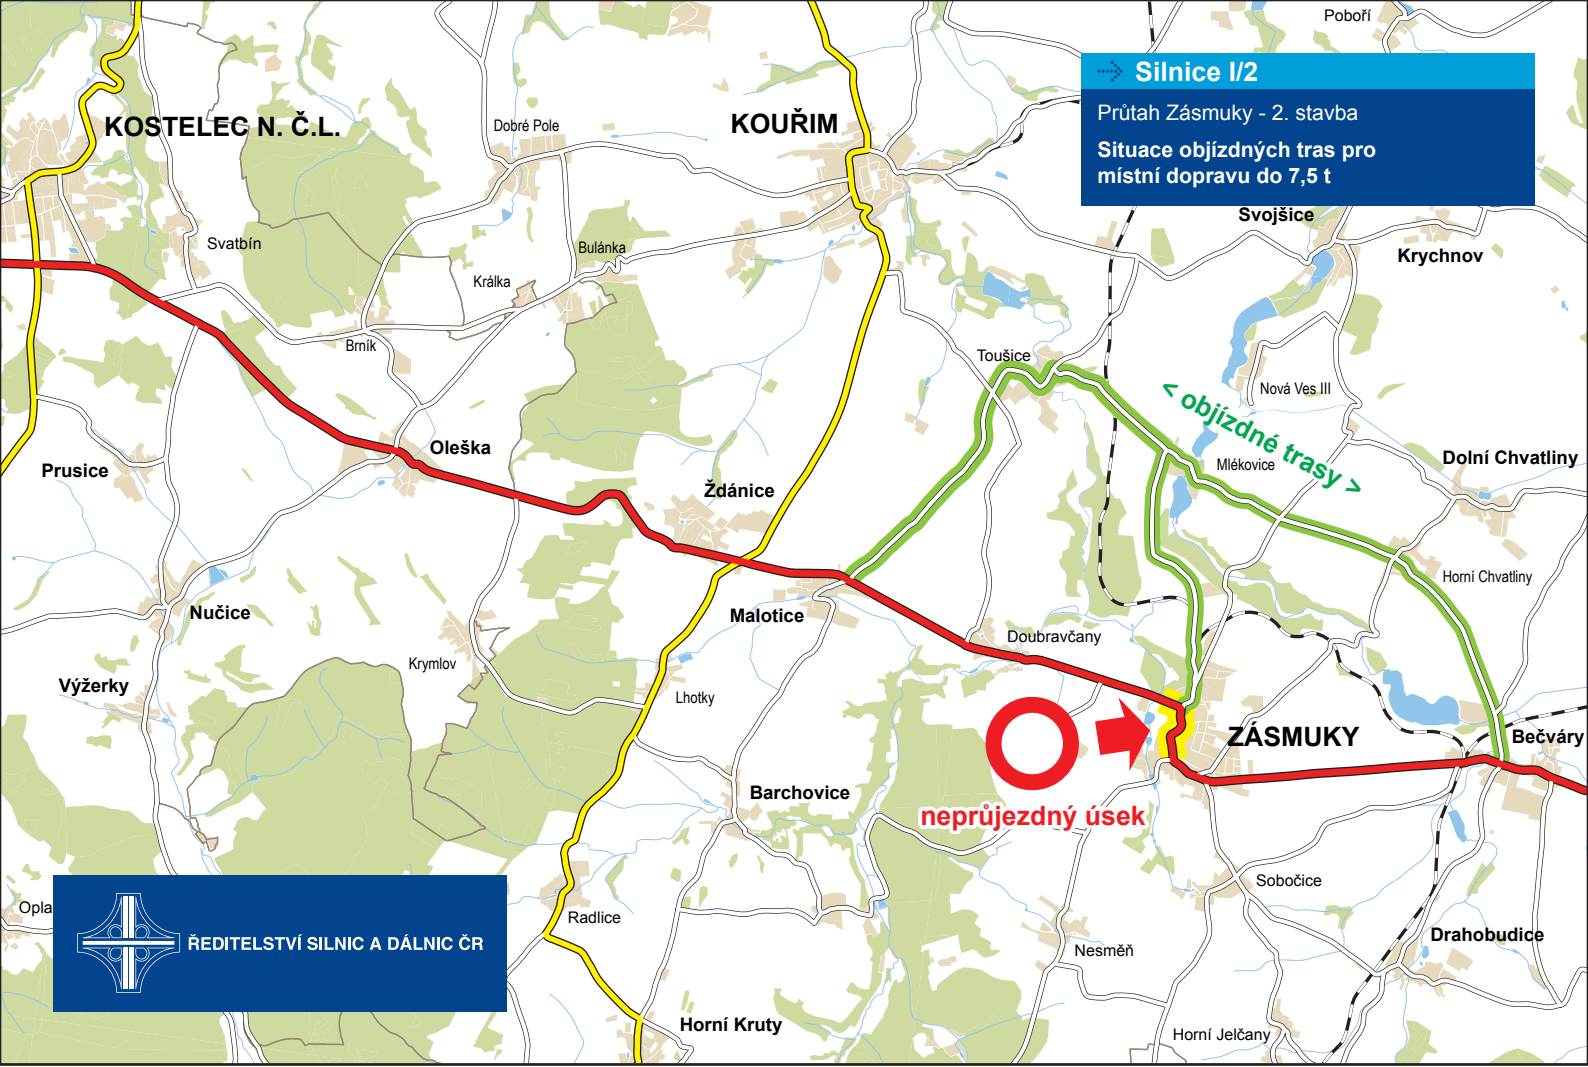 Poboří
Silnice I/2
Průtah Zásmuky - 2. stavba
Situace objízdných tras pro
místní dopravu do 7,5 t
KOSTELEC N. Č.L.
Dobré Pole
KOUŘIM
Svojšice
Krychnov
Svatbín
Bulánka
Králka
Brník
Toušice
Nová Ves III
< objízdné trasy >
Oleška
Prusice
Mlékovice
Dolní Chvatliny
Ždánice
Horní Chvatliny
Nučice
Malotice
Doubravčany
Krymlov
Výžerky
Lhotky
ZÁSMUKY
Bečváry
Barchovice
neprůjezdný úsek
Sobočice
Opla
Radlice
ŘEDITELSTVÍ SILNIC A DÁLNIC ČR
Nesměň
Drahobudice
Horní Kruty
Horní Jelčany